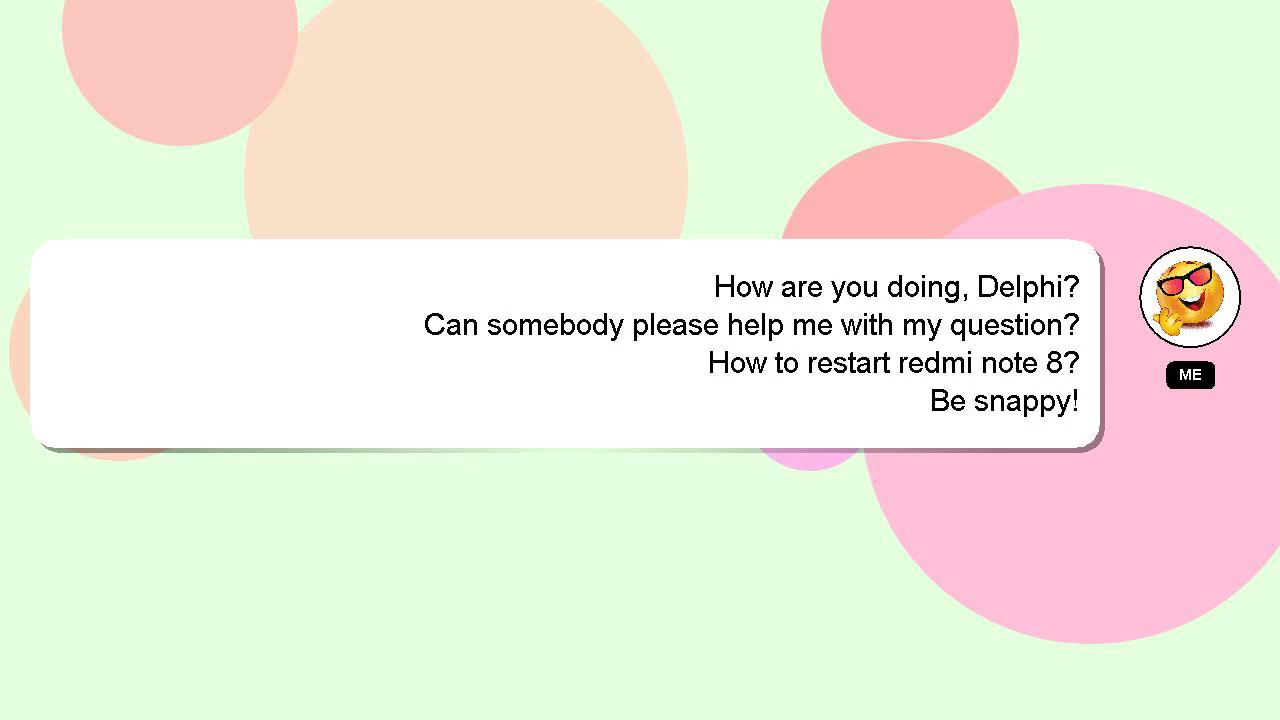 How are you doing, Delphi?
Can somebody please help me with my question?
How to restart redmi note 8?
Be snappy!
ME